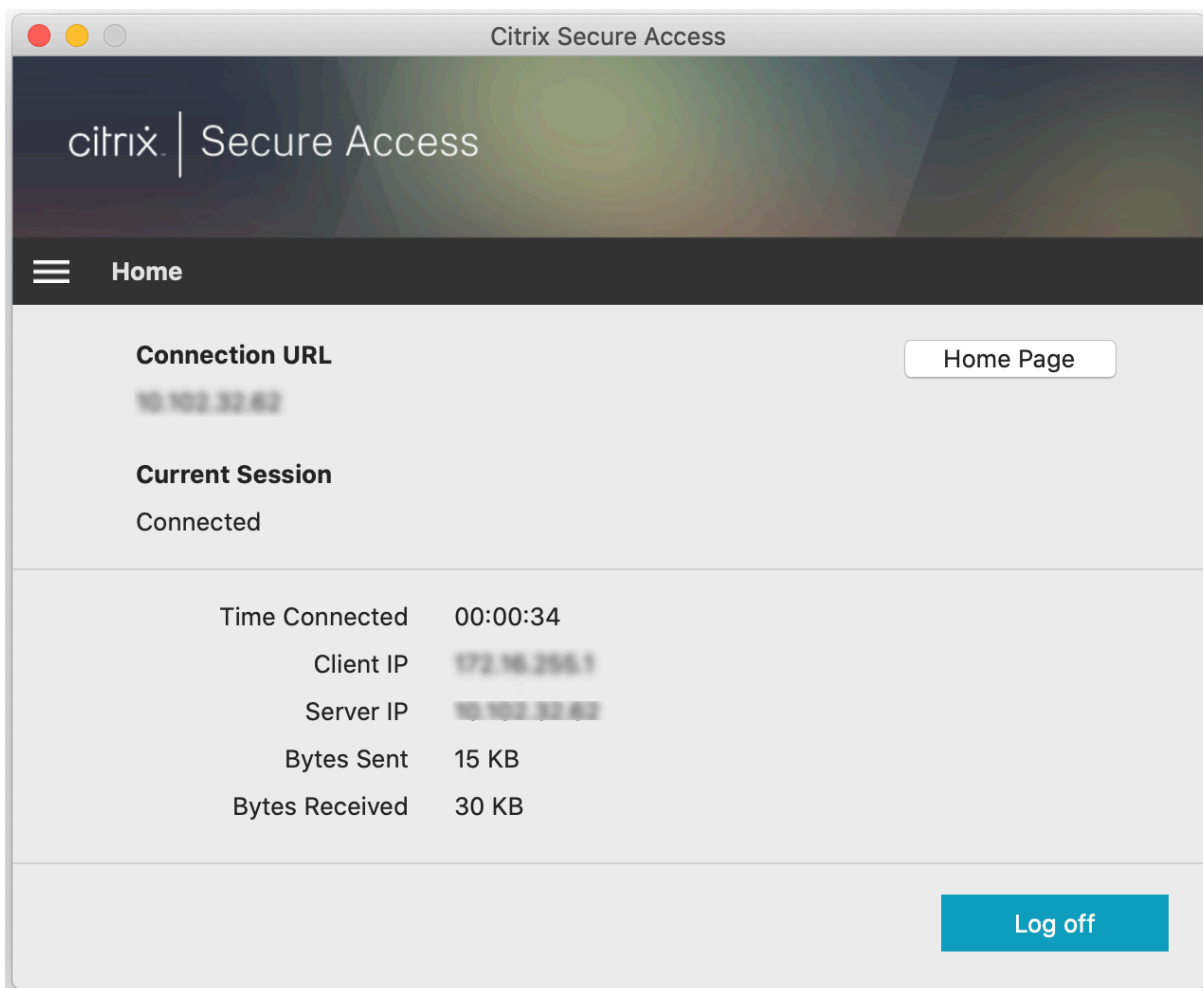 Citrix Secure Access
citrix. | Secure Access
Home
Connection URL
Home Page
Current Session
Connected
Time Connected 00:00:34
Client IP
Server IP
Bytes Sent 15 KB
Bytes Received 30 KB
Log off